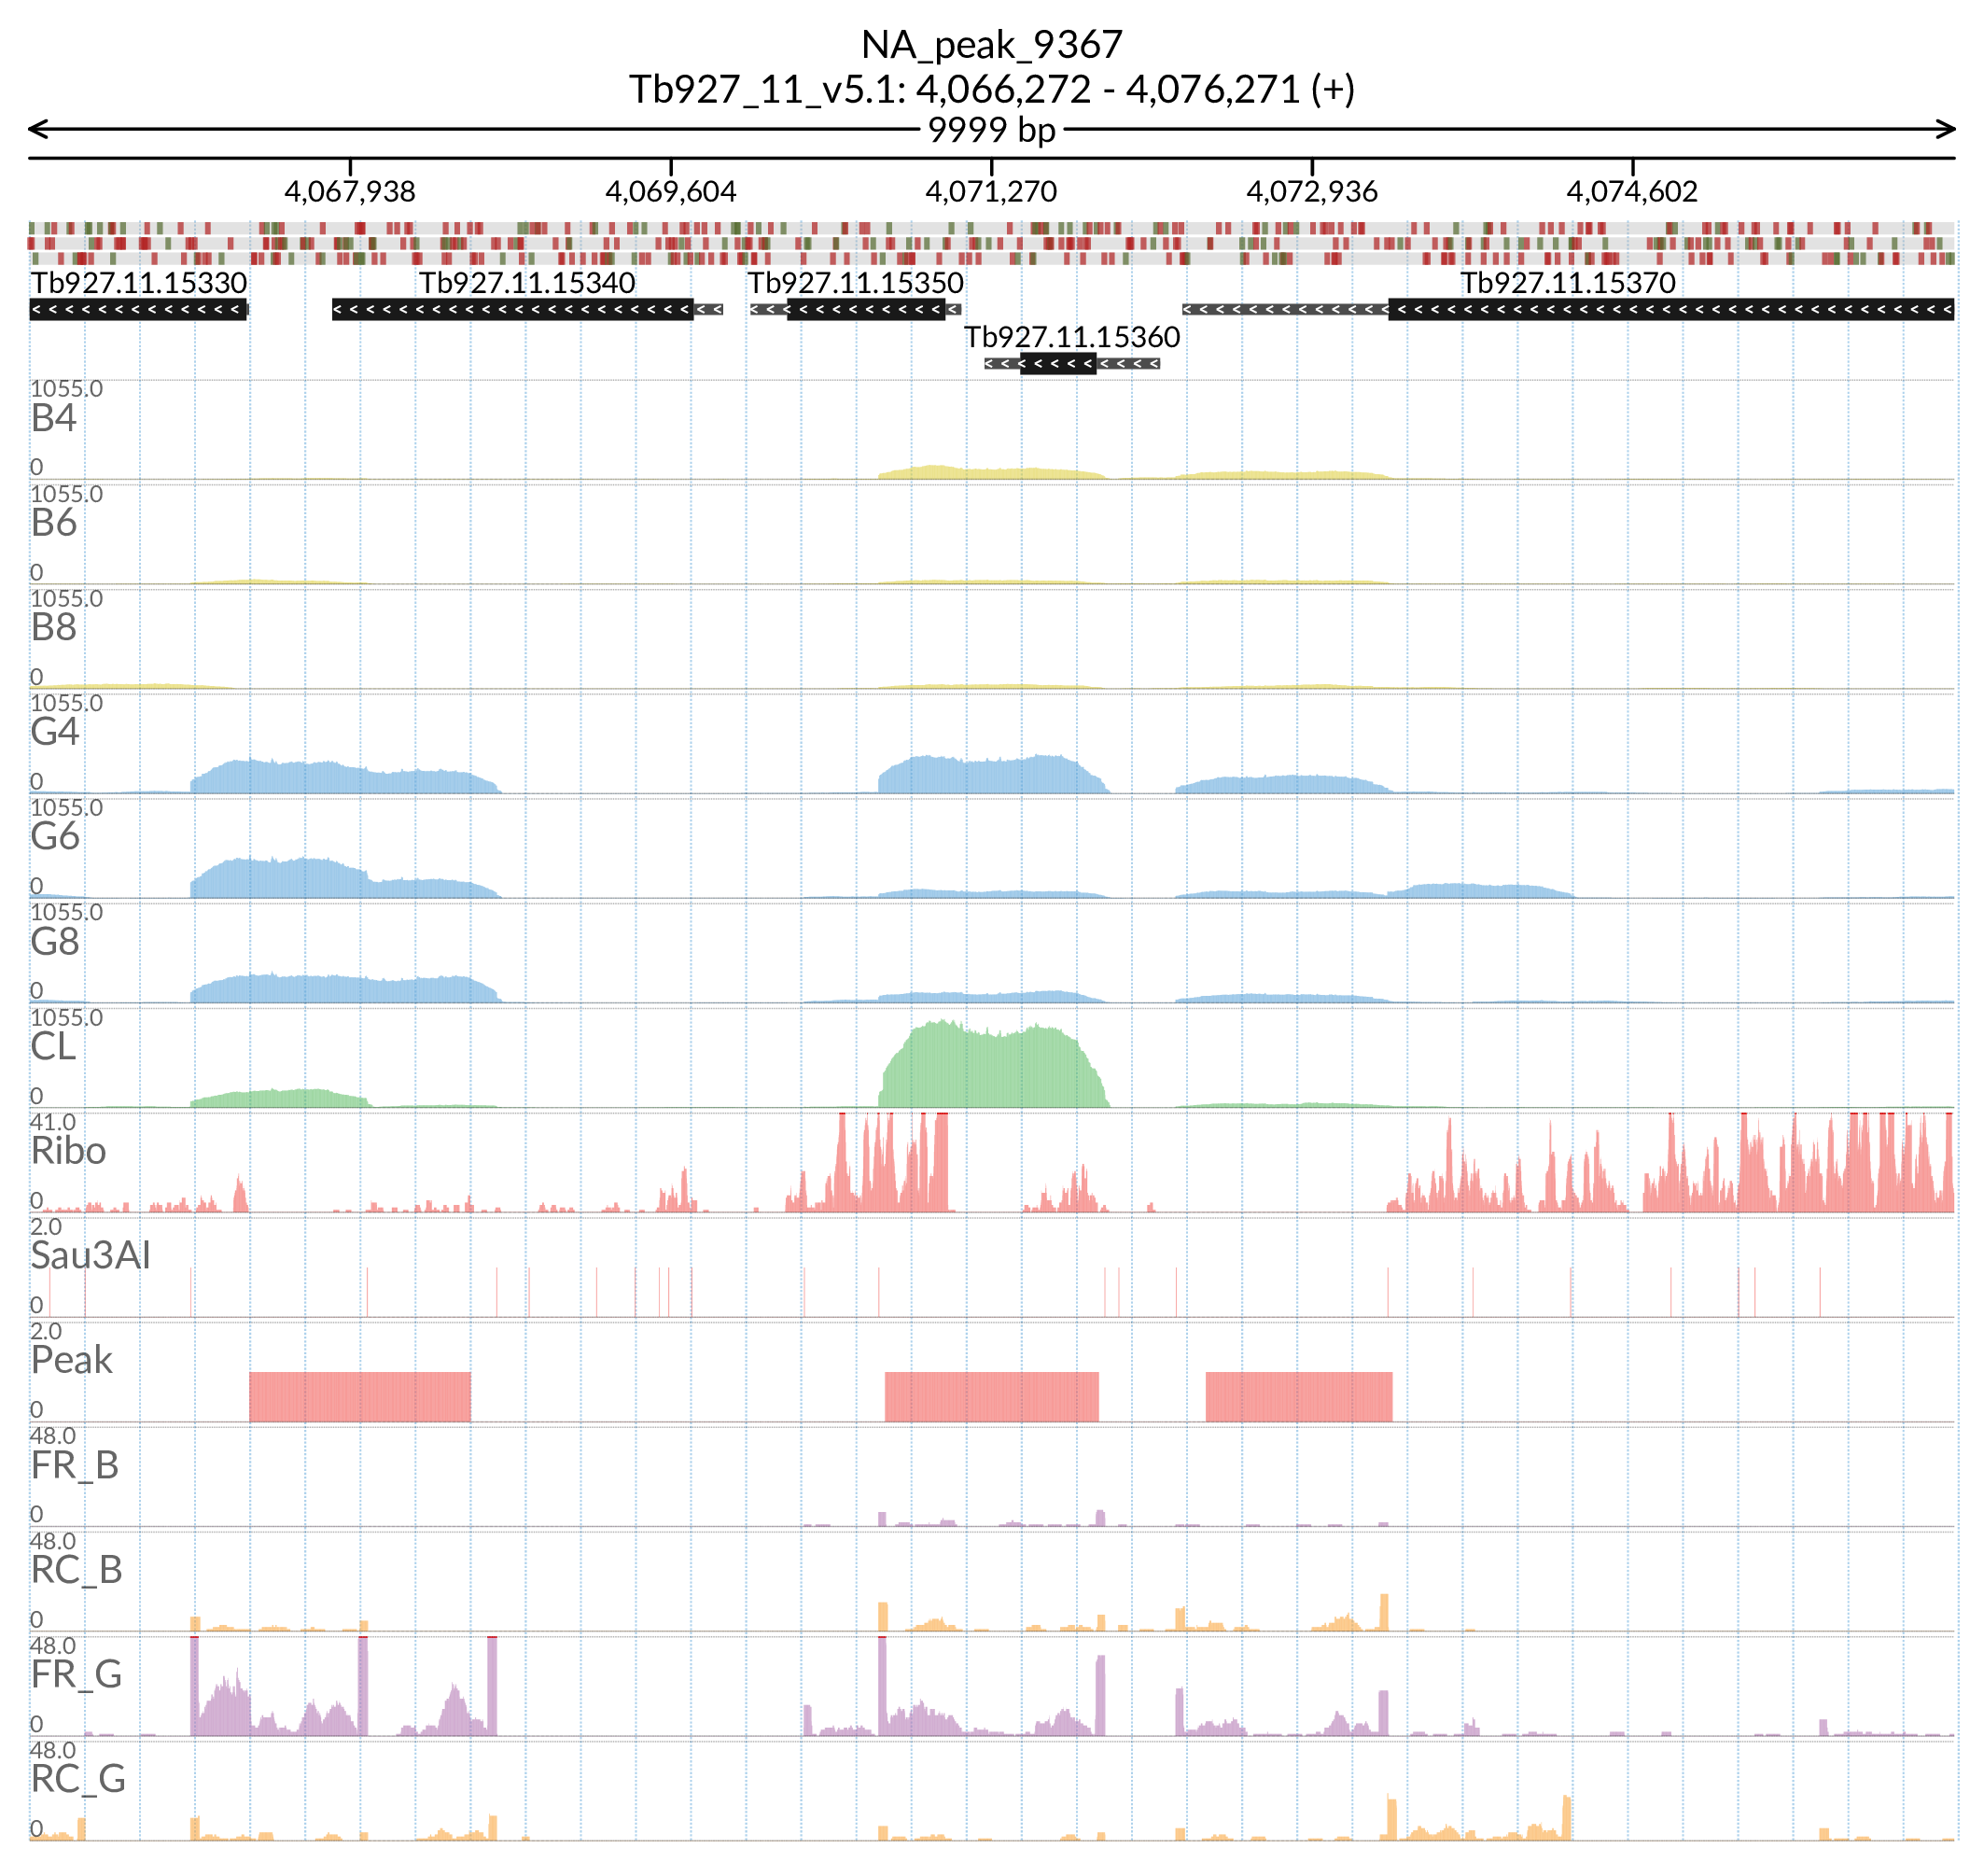 NA_peak_9367
Tb927_11_v5.1: 4,066,272 - 4,076,271 (+)
9999 bp
4,067,938 4,069,604 4,071,270 4,072,936 4,074,602
Tb927.11.15330 Tb927.11.15340 Tb927.11.15350 Tb927.11.15370
Tb927.11.15360
1055.0
B4
0
1055.0
B6
0
1055.0
B8
0
1055.0
G4
0
1055.0
G6
0
1055.0
G8
0
1055.0
CL
0
41.0
Ribo
0
2.0
Sau3AI
0
2.0
Peak
0
48.0
FR_B
0
48.0
RC_B
0
48.0
FR_G
0
48.0
RC_G
0